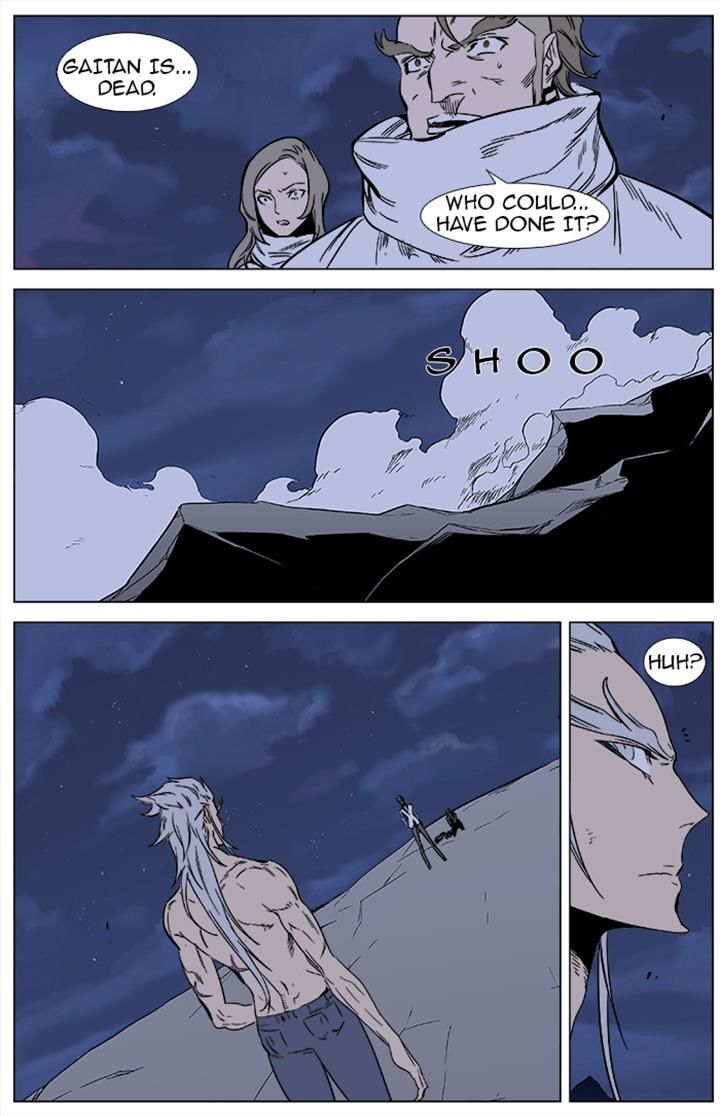 GAITAN IS...
DEAD.
WHO COULD...
HAVE DONE IT?
SHOO
HUH?